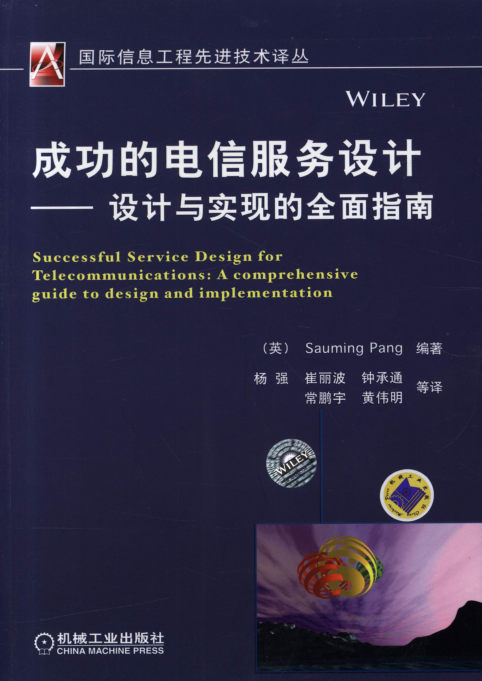 国际信息工程先进技术译丛
WILEY
成功的电信服务设计
——设计与实现的全面指南
Successful Service Design for
Telecommunications: A comprehensive
guide to design and implementation
（英） Sauming Pang 编著
杨强 崔丽波 钟承通
常鹏宇 黄伟明 等译
WILEY
机械工业出版社
CHINA MACHINE PRESS